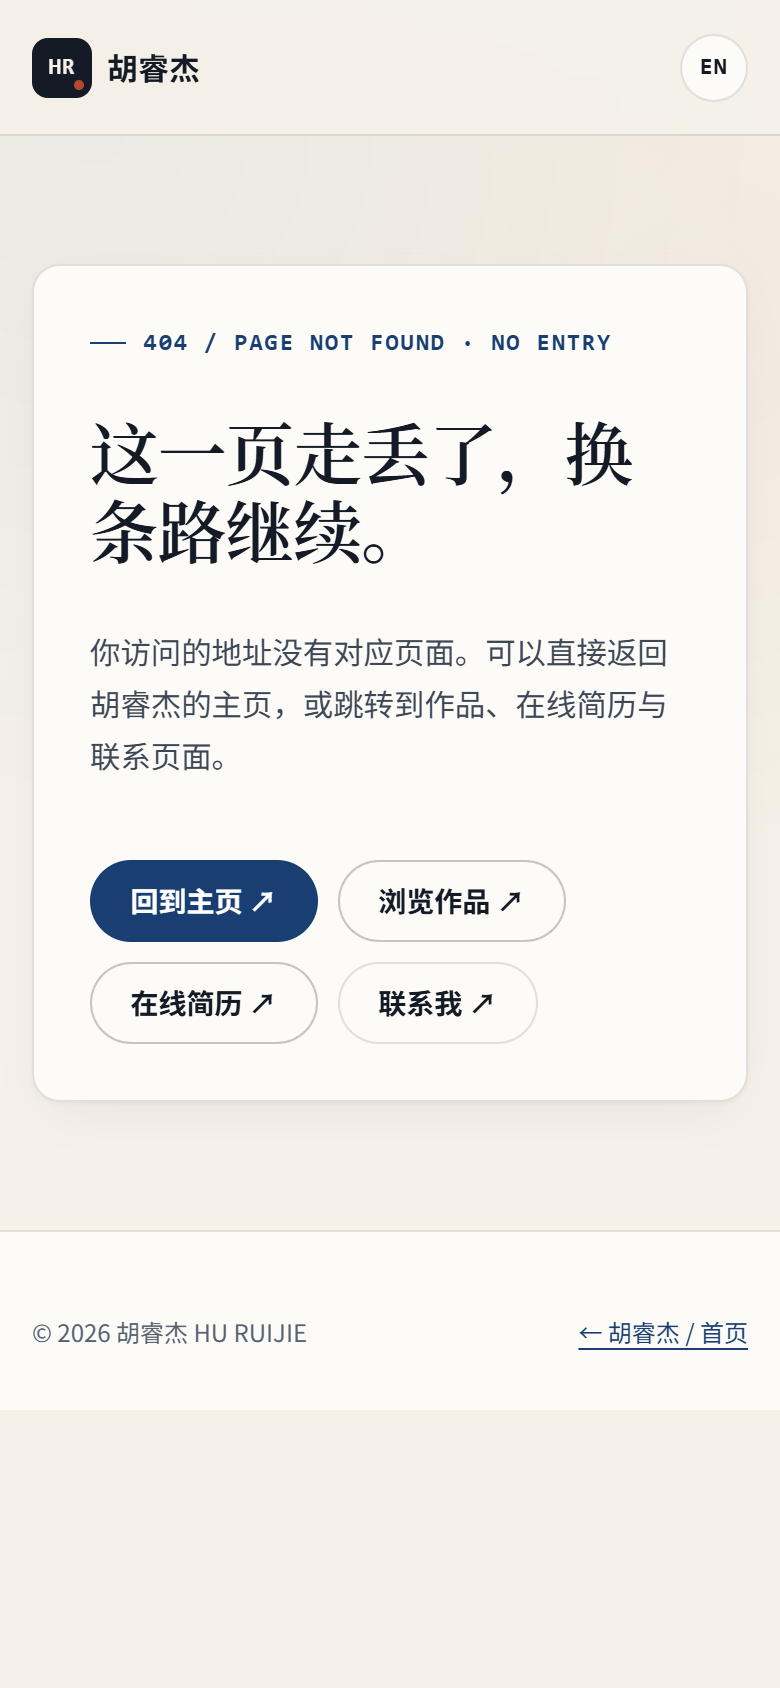 HR 胡睿杰
EN
404 / PAGE NOT FOUND · NO ENTRY
这一页走丢了，换
条路继续。
你访问的地址没有对应页面。可以直接返回
胡睿杰的主页，或跳转到作品、在线简历与
联系页面。
回到主页 ↗ 浏览作品 ↗
在线简历 ↗ 联系我 ↗
© 2026 胡睿杰 HU RUIJIE ← 胡睿杰 / 首页